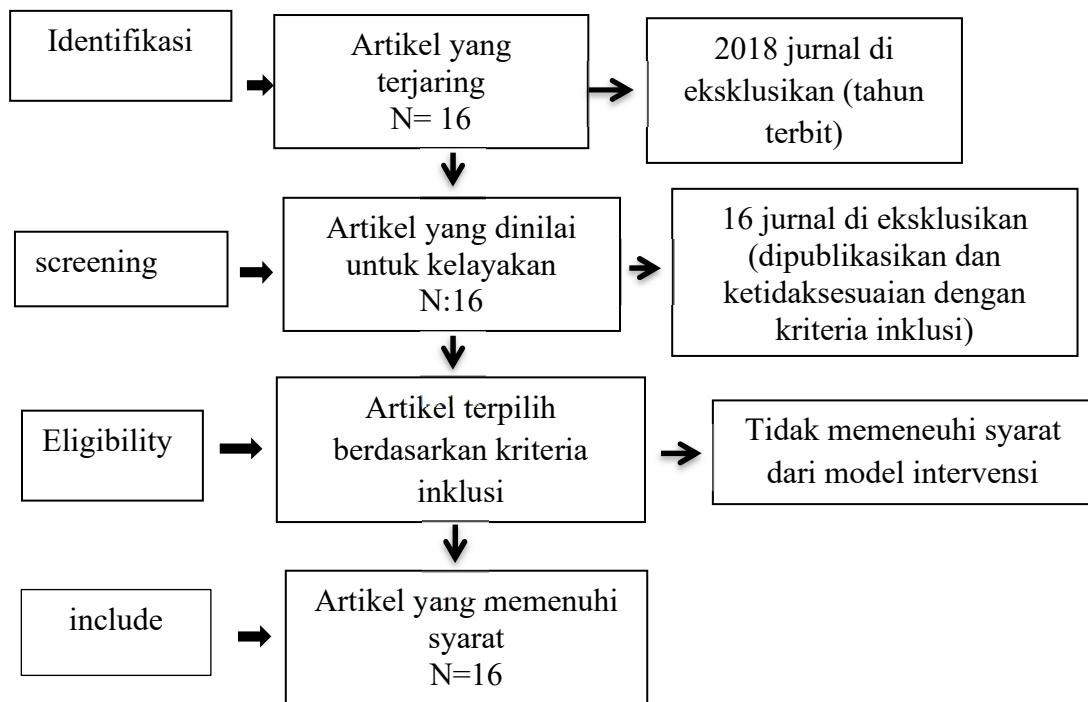 Identifikasi
Artikel yang
terjaring
N= 16
2018 jurnal di
eksklusikan (tahun
terbit)
screening
Artikel yang dinilai
untuk kelayakan
N:16
16 jurnal di eksklusikan
(dipublikasikan dan
ketidaksesuaian dengan
kriteria inklusi)
Eligibility
Artikel terpilih
berdasarkan kriteria
inklusi
Tidak memeneuhi syarat
dari model intervensi
include
Artikel yang memenuhi
syarat
N=16